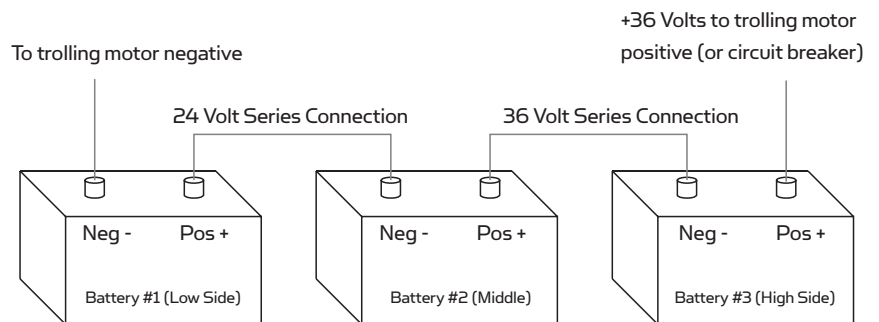 +36 Volts to trolling motor
positive (or circuit breaker)
To trolling motor negative
24 Volt Series Connection
36 Volt Series Connection
Neg - Pos +
Neg - Pos +
Neg - Pos +
Battery #1 (Low Side)
Battery #2 (Middle)
Battery #3 (High Side)